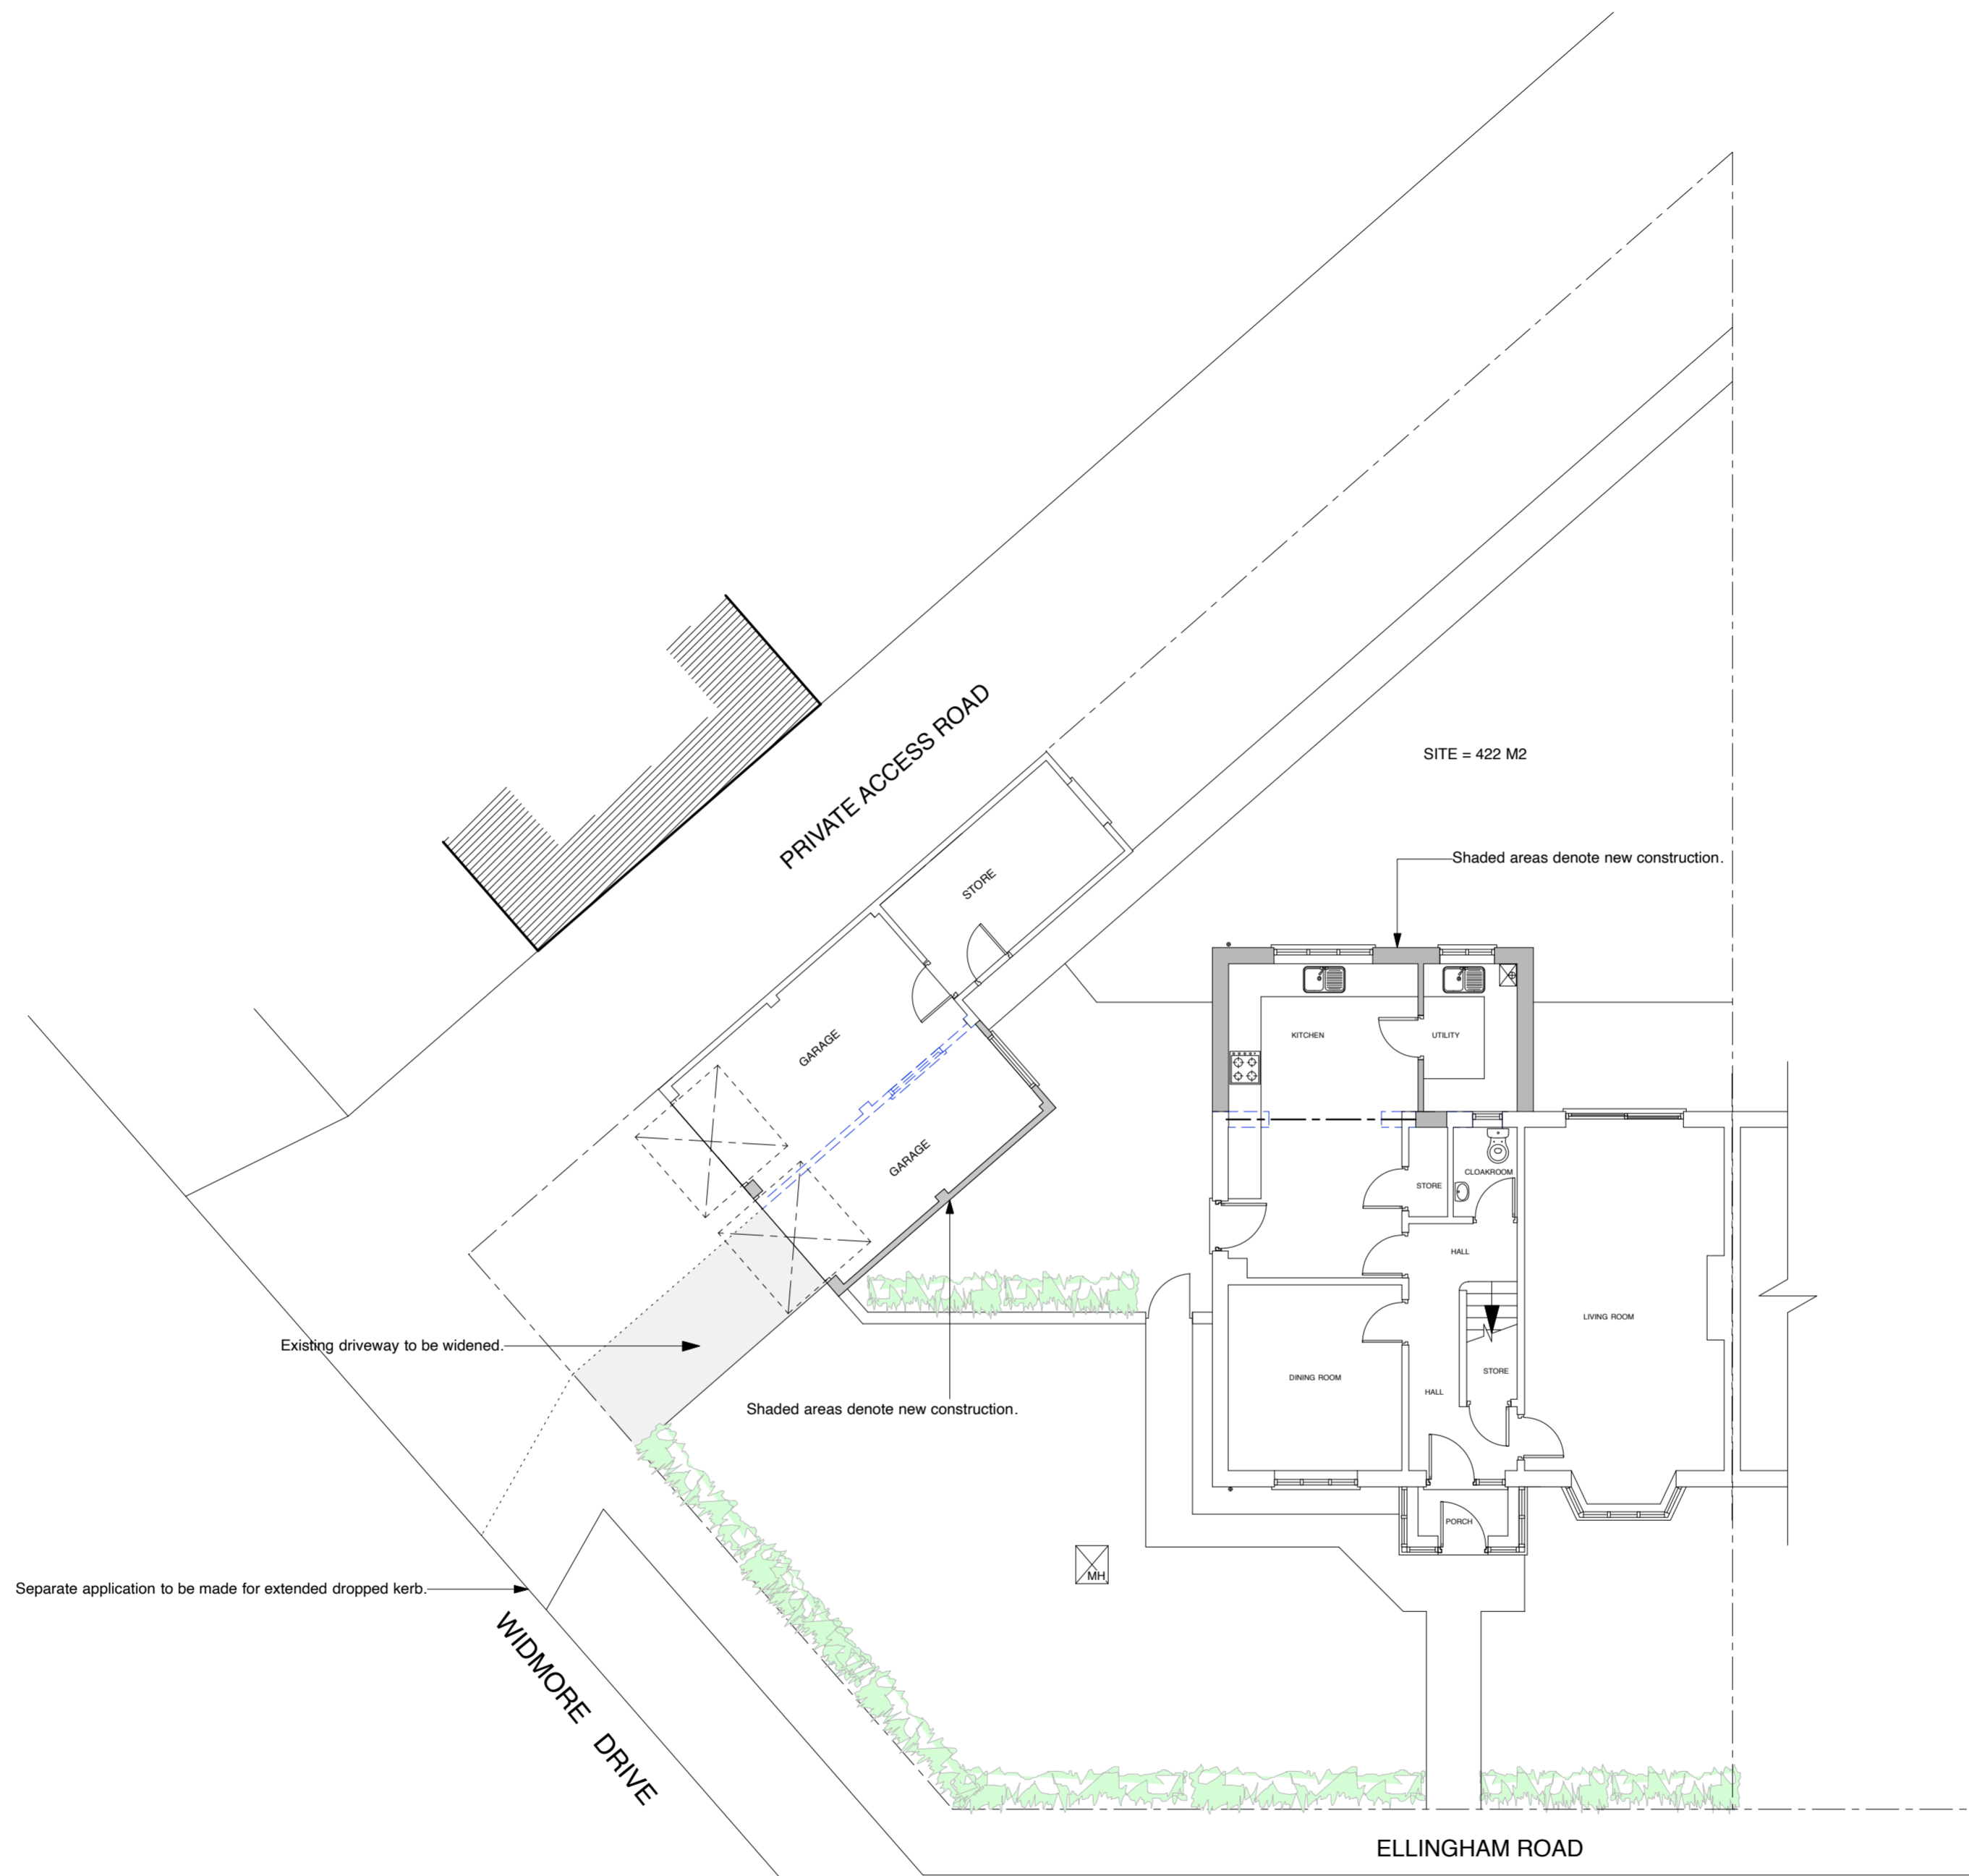 PRIVATE ACCESS ROAD
SITE = 422 M2
Shaded areas denote new construction.
STORE
GARAGE
GARAGE
KITCHEN
UTILITY
CLOAKROOM
STORE
HALL
LIVING ROOM
Existing driveway to be widened.
STORE
DINING ROOM
HALL
Shaded areas denote new construction.
PORCH
MH
Separate application to be made for extended dropped kerb.
WIDMORE DRIVE
ELLINGHAM ROAD